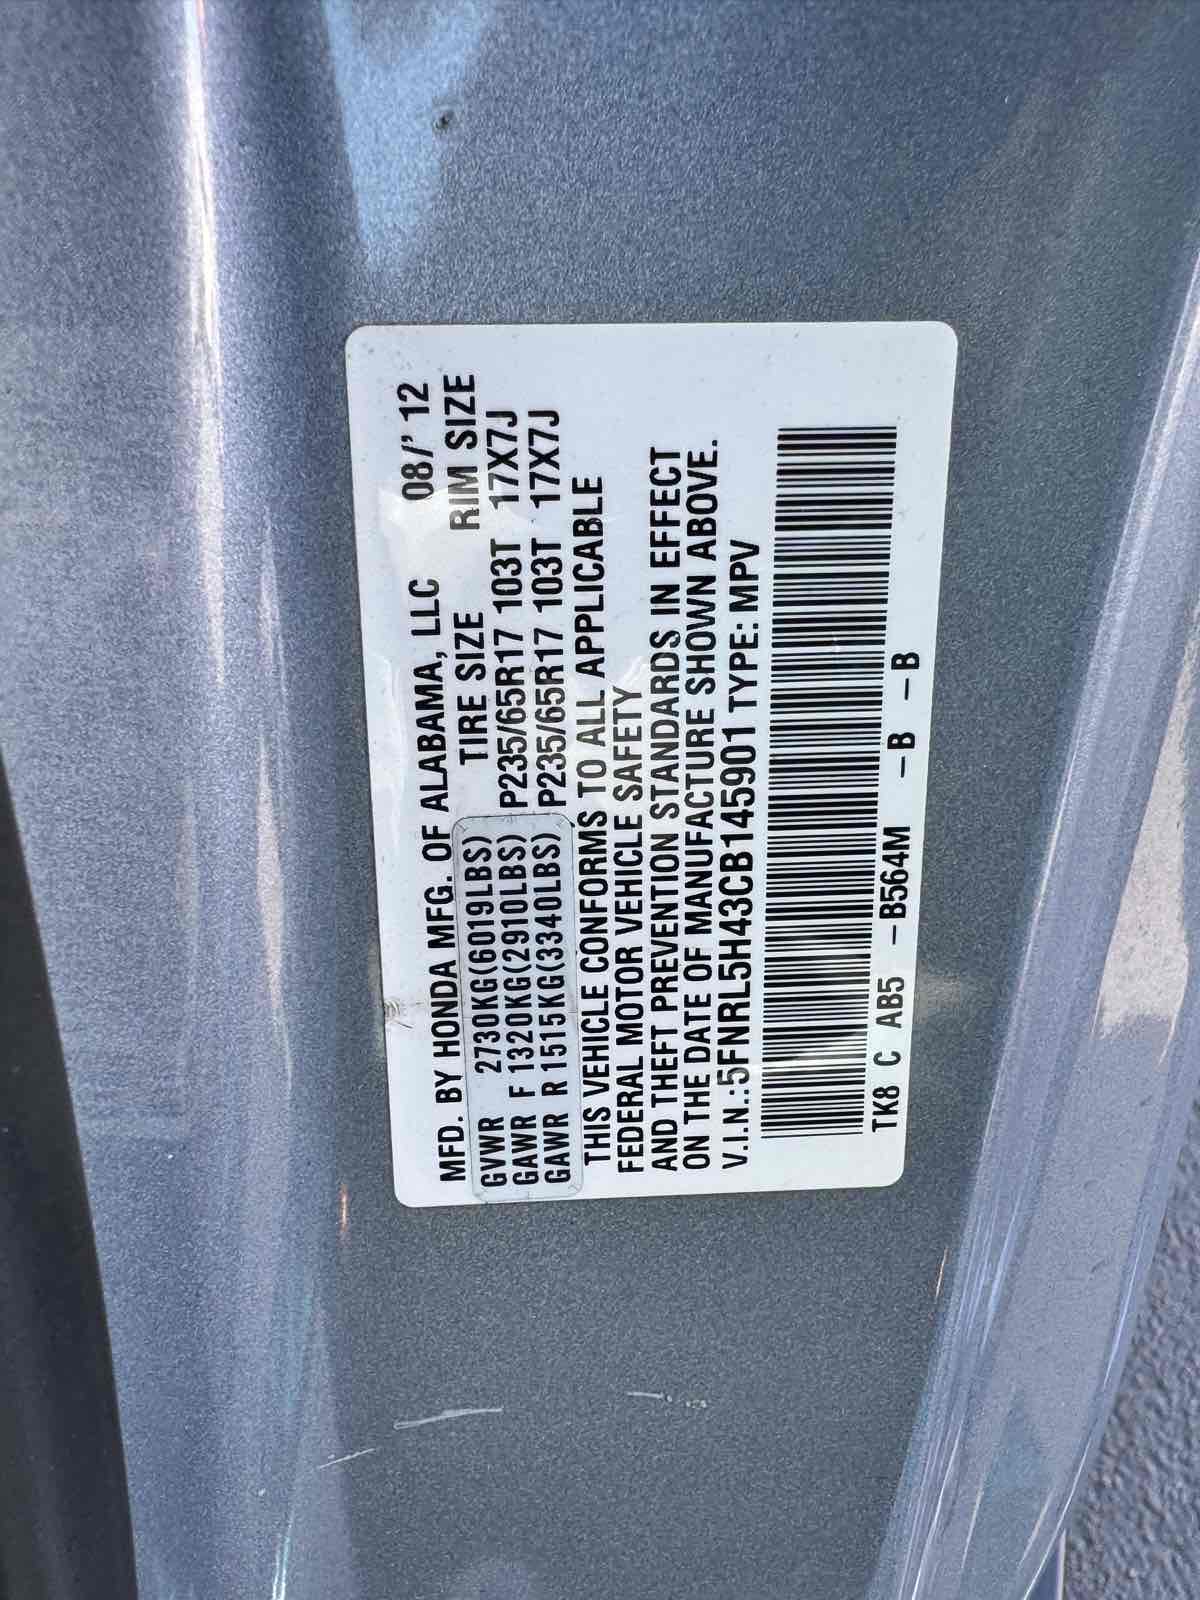 MFD. BY HONDA MFG. OF ALABAMA, LLC 08/' 12
TIRE SIZE RIM SIZE
GVWR 2730KG(6019LBS)
GAWR F 1320KG(2910LBS) P235/65R17 103T 17X7J
GAWR R 1515KG(3340LBS) P235/65R17 103T 17X7J
THIS VEHICLE CONFORMS TO ALL APPLICABLE
FEDERAL MOTOR VEHICLE SAFETY
AND THEFT PREVENTION STANDARDS IN EFFECT
ON THE DATE OF MANUFACTURE SHOWN ABOVE.
V.I.N.:5FNRL5H43CB145901 TYPE: MPV
TK8 C AB5 -B564M -B -B